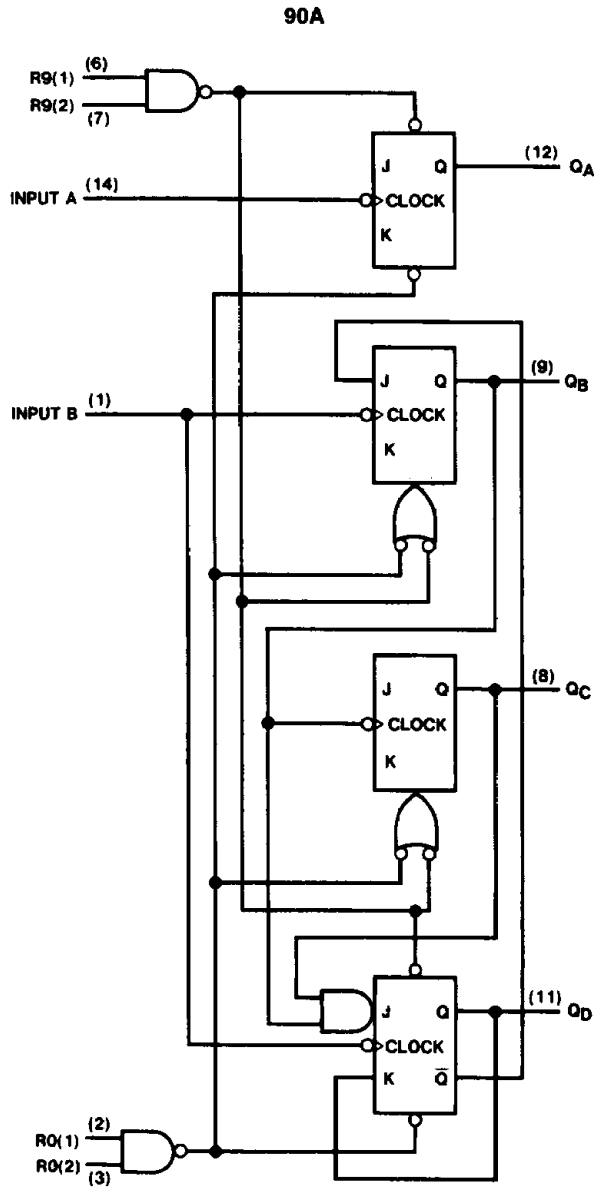 90A
R9(1) (6)
R9(2) (7)
J Q (12) QA
INPUT A (14) CLOCK
K
J Q (9) QB
INPUT B (1) CLOCK
K
J Q (8) QC
CLOCK
K
J Q (11) QD
CLOCK
K Q̅
R0(1) (2)
R0(2) (3)